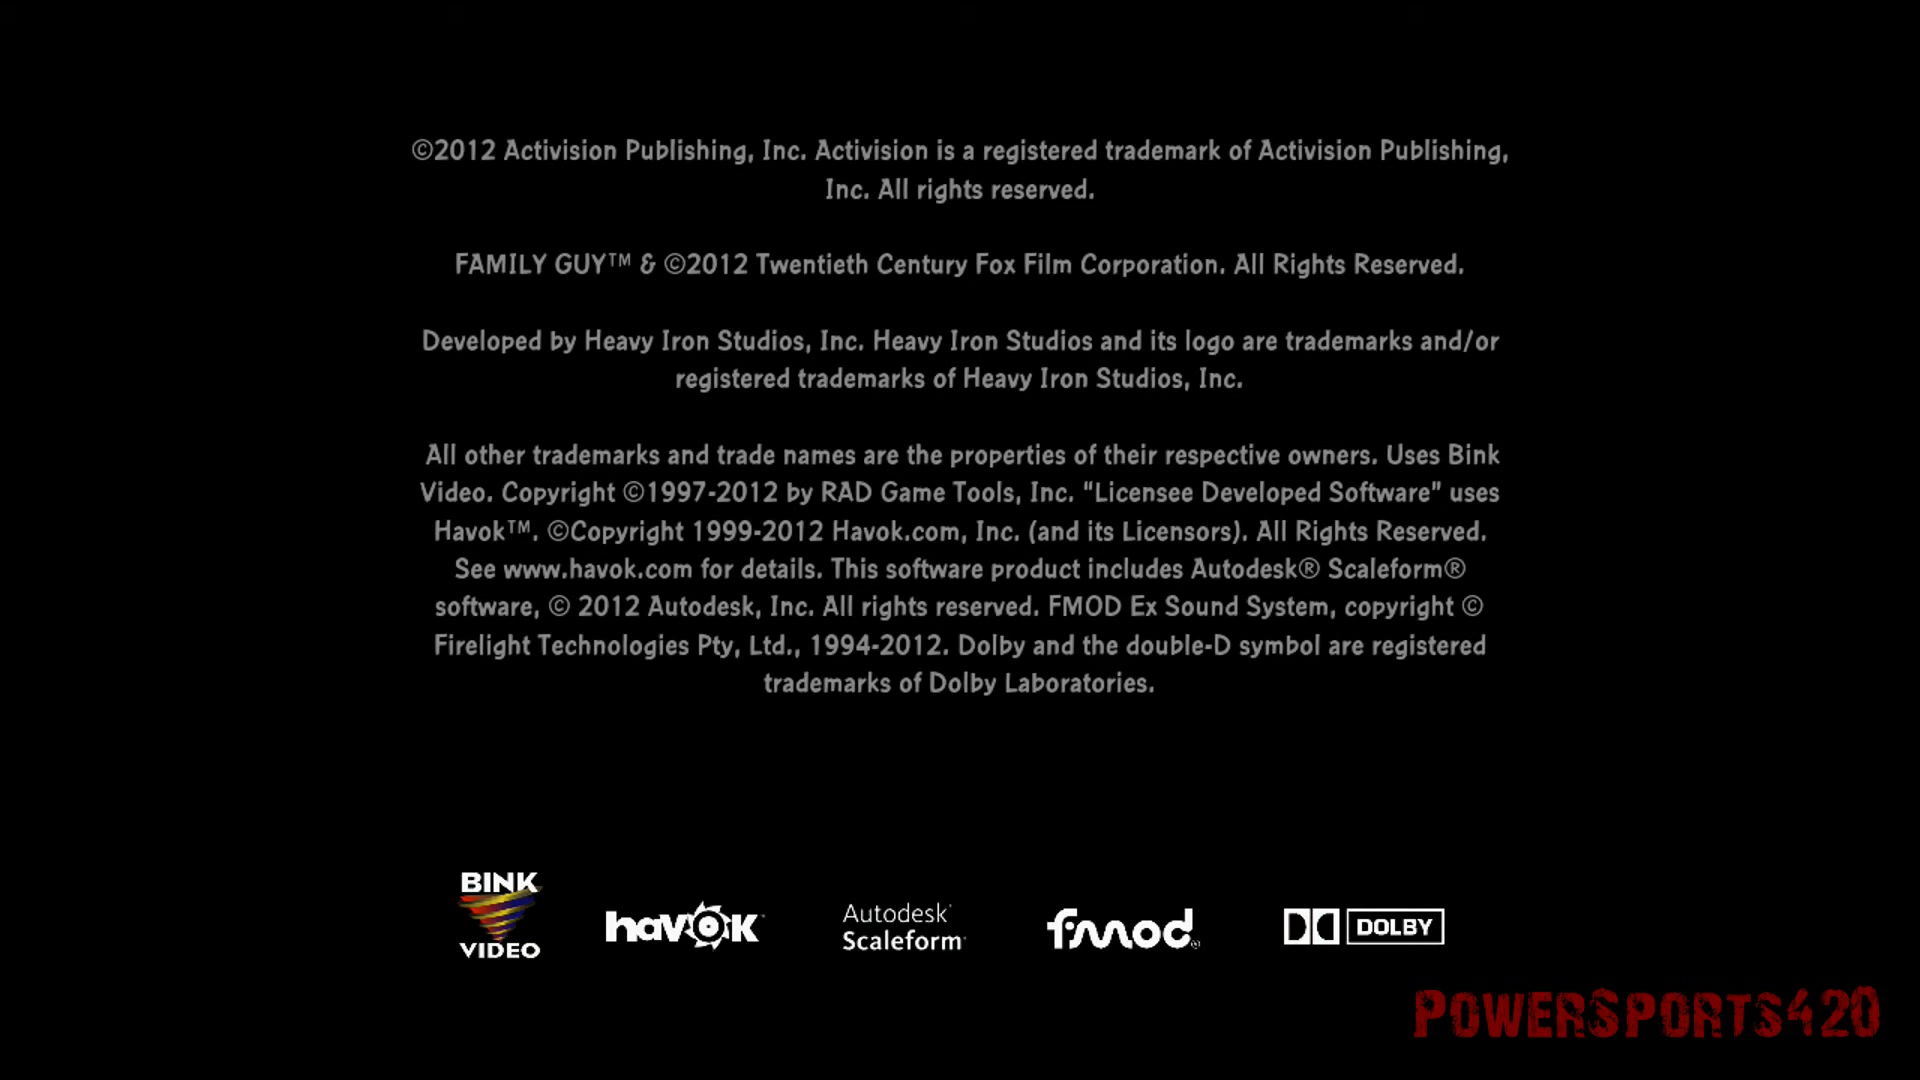 ©2012 Activision Publishing, Inc. Activision is a registered trademark of Activision Publishing,
Inc. All rights reserved.
FAMILY GUY™ & ©2012 Twentieth Century Fox Film Corporation. All Rights Reserved.
Developed by Heavy Iron Studios, Inc. Heavy Iron Studios and its logo are trademarks and/or
registered trademarks of Heavy Iron Studios, Inc.
All other trademarks and trade names are the properties of their respective owners. Uses Bink
Video. Copyright ©1997-2012 by RAD Game Tools, Inc. "Licensee Developed Software" uses
Havok™. ©Copyright 1999-2012 Havok.com, Inc. (and its Licensors). All Rights Reserved.
See www.havok.com for details. This software product includes Autodesk® Scaleform®
software, © 2012 Autodesk, Inc. All rights reserved. FMOD Ex Sound System, copyright ©
Firelight Technologies Pty, Ltd., 1994-2012. Dolby and the double-D symbol are registered
trademarks of Dolby Laboratories.
BINK
VIDEO
havok
Autodesk
Scaleform
fmod®
DOLBY
POWERSPORTS420